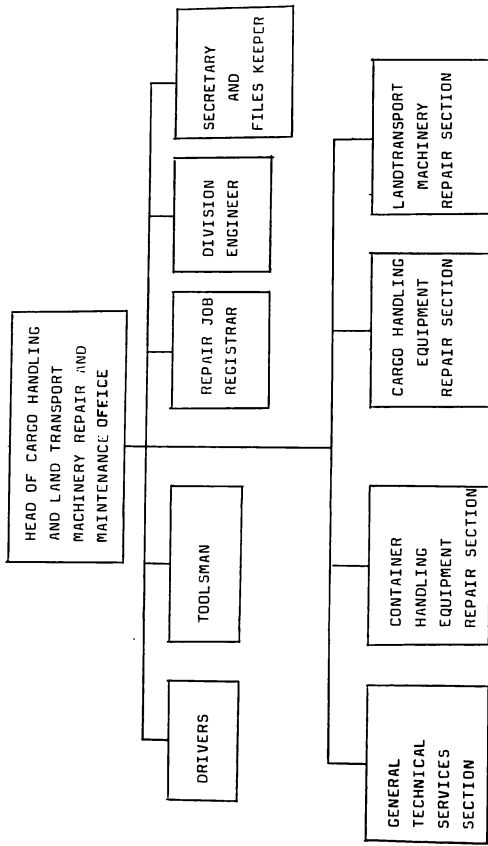 HEAD OF CARGO HANDLING
AND LAND TRANSPORT
MACHINERY REPAIR AND
MAINTENANCE OFFICE
DRIVERS
TOOLSMAN
REPAIR JOB
REGISTRAR
DIVISION
ENGINEER
SECRETARY
AND
FILES KEEPER
GENERAL
TECHNICAL
SERVICES
SECTION
CONTAINER
HANDLING
EQUIPMENT
REPAIR SECTION
CARGO HANDLING
EQUIPMENT
REPAIR SECTION
LANDTRANSPORT
MACHINERY
REPAIR SECTION